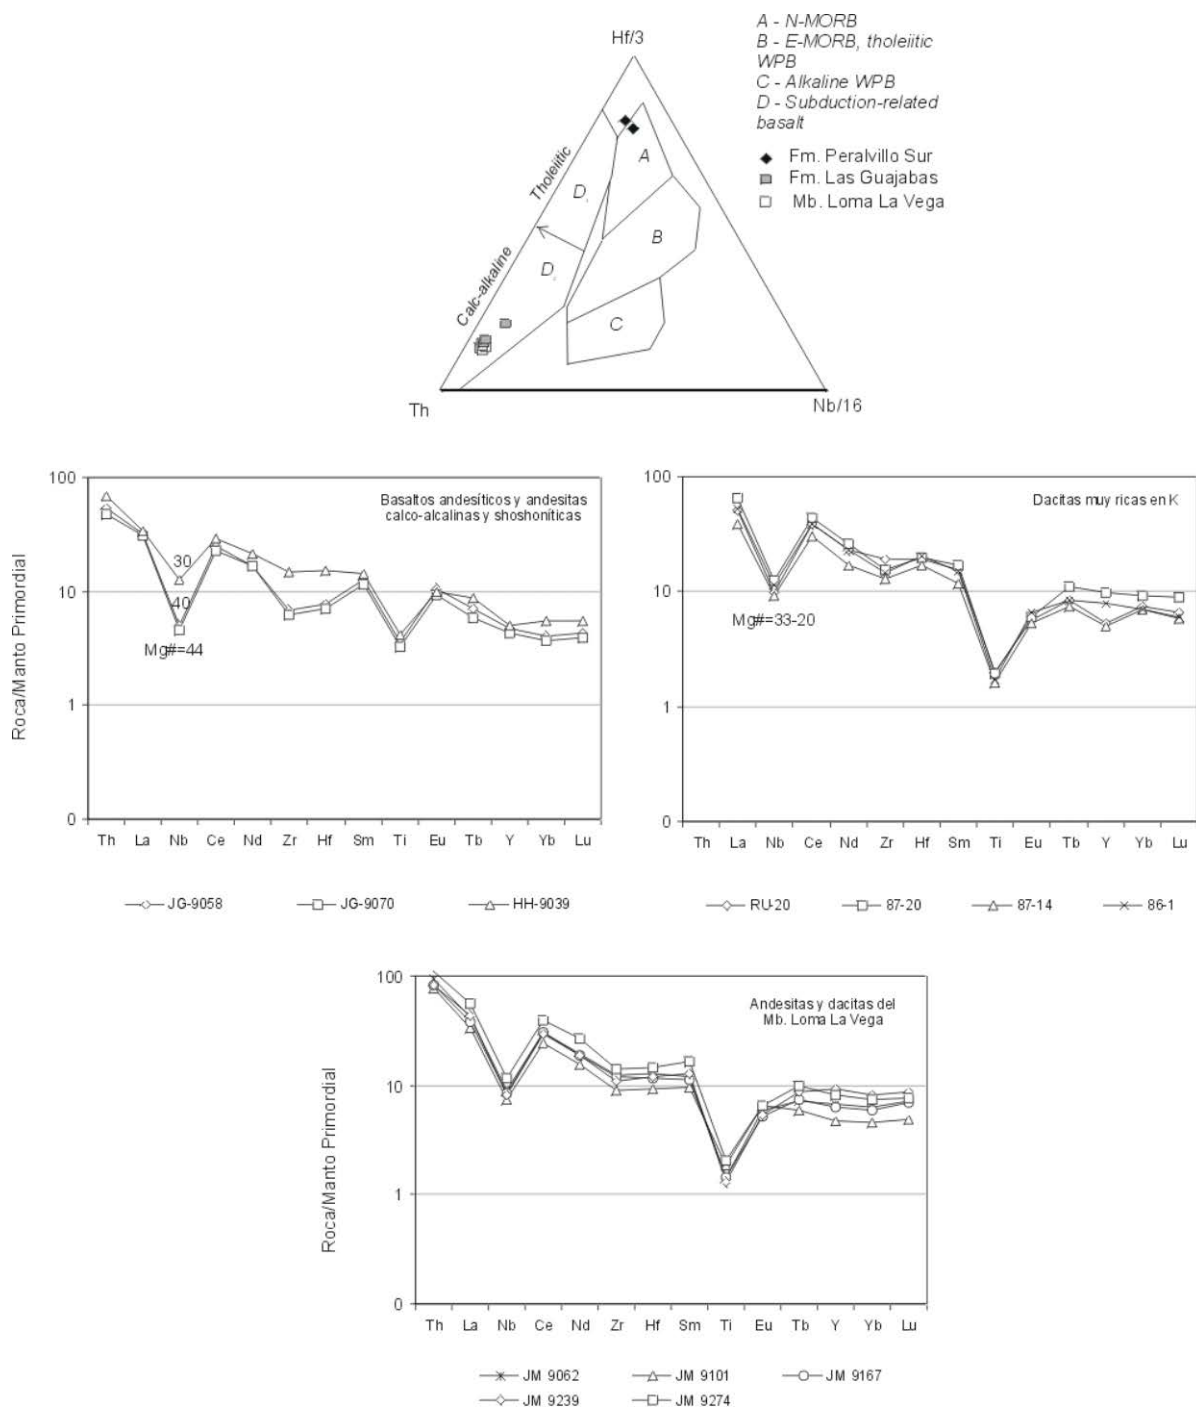 A - N-MORB
B - E-MORB, tholeiitic
WPB
C - Alkaline WPB
D - Subduction-related
basalt
Fm. Peralvillo Sur
Fm. Las Guajabas
Mb. Loma La Vega
Hf/3
Tholeiitic
A
D
B
Calc-alkaline
D
C
Th
Nb/16
Roca/Manto Primordial
100
10
1
0
Basaltos andesíticos y andesitas
calco-alcalinas y shoshoníticas
30
40
Mg#=44
Th La Nb Ce Nd Zr Hf Sm Ti Eu Tb Y Yb Lu
JG-9058 JG-9070 HH-9039
100
10
1
0
Dacitas muy ricas en K
Mg#=33-20
Th La Nb Ce Nd Zr Hf Sm Ti Eu Tb Y Yb Lu
RU-20 87-20 87-14 86-1
Roca/Manto Primordial
100
10
1
0
Andesitas y dacitas del
Mb. Loma La Vega
Th La Nb Ce Nd Zr Hf Sm Ti Eu Tb Y Yb Lu
JM 9062 JM 9101 JM 9167
JM 9239 JM 9274